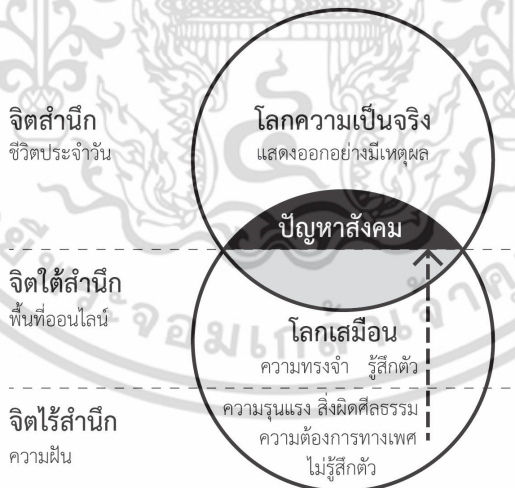 จิตสำนึก
ชีวิตประจำวัน
โลกความเป็นจริง
แสดงออกอย่างมีเหตุผล
ปัญหาสังคม
จิตใต้สำนึก
พื้นที่ออนไลน์
โลกเสมือน
ความทรงจำ รู้สึกตัว
จิตไร้สำนึก
ความฝัน
ความรุนแรง สิ่งผิดศีลธรรม
ความต้องการทางเพศ
ไม่รู้สึกตัว